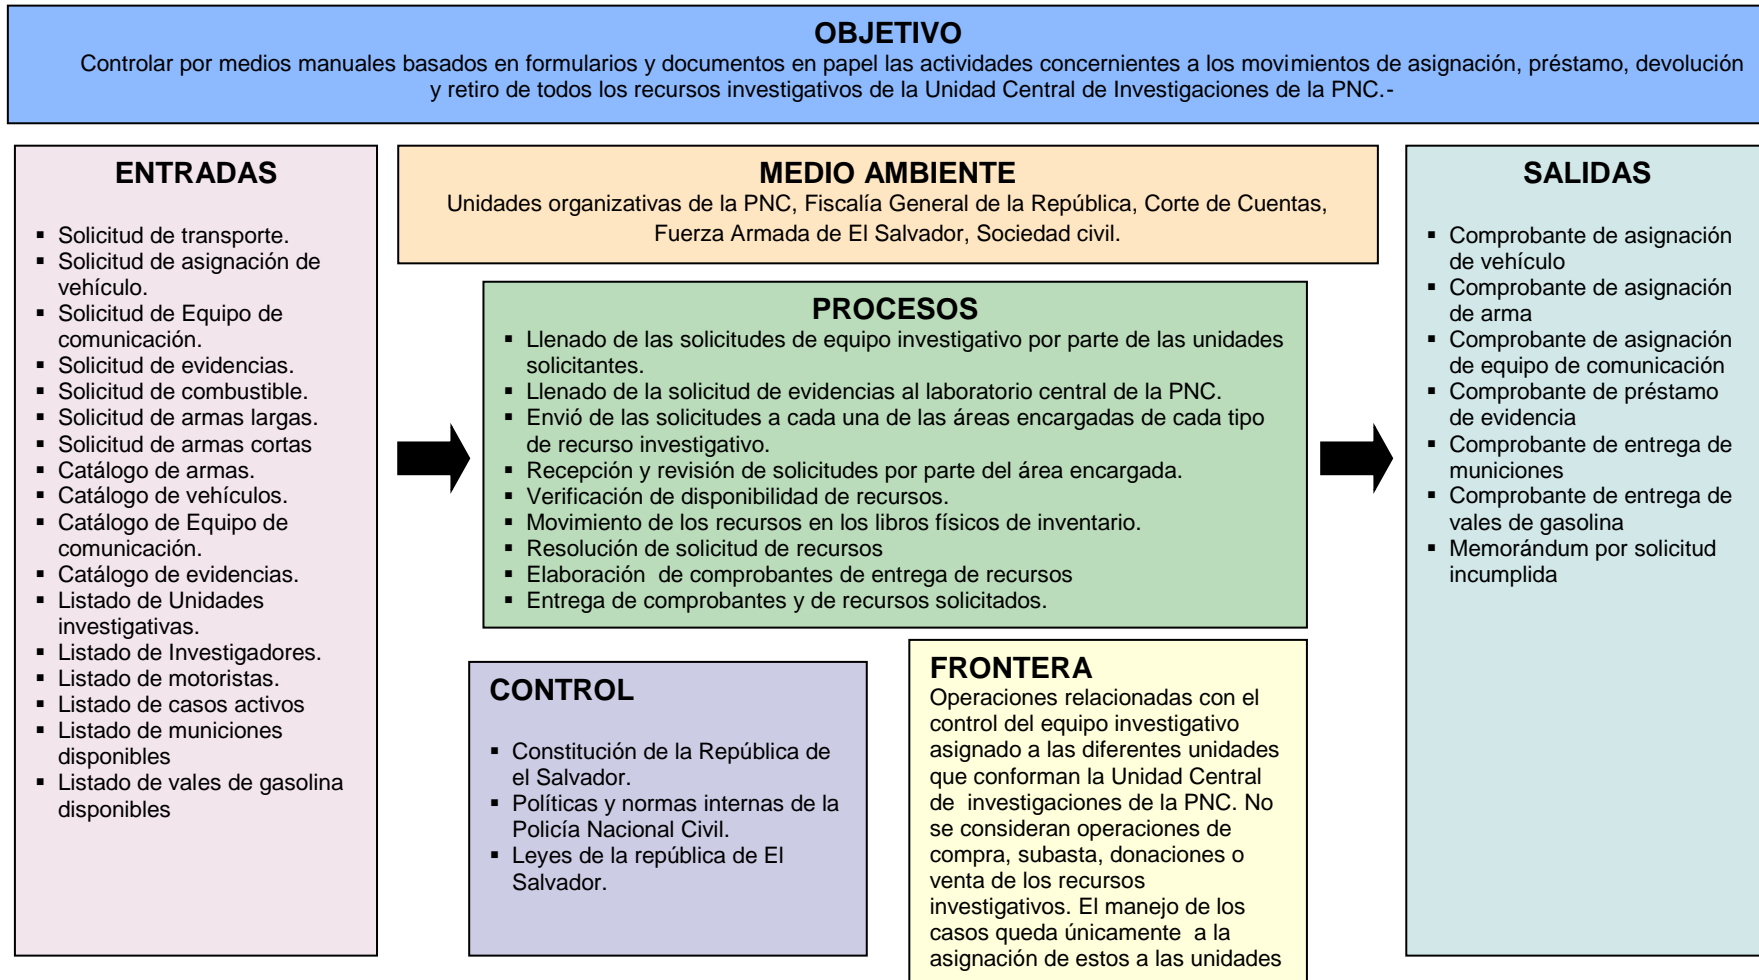 OBJETIVO
Controlar por medios manuales basados en formularios y documentos en papel las actividades concernientes a los movimientos de asignación, préstamo, devolución
y retiro de todos los recursos investigativos de la Unidad Central de Investigaciones de la PNC.-
ENTRADAS
▪ Solicitud de transporte.
▪ Solicitud de asignación de
vehículo.
▪ Solicitud de Equipo de
comunicación.
▪ Solicitud de evidencias.
▪ Solicitud de combustible.
▪ Solicitud de armas largas.
▪ Solicitud de armas cortas
▪ Catálogo de armas.
▪ Catálogo de vehículos.
▪ Catálogo de Equipo de
comunicación.
▪ Catálogo de evidencias.
▪ Listado de Unidades
investigativas.
▪ Listado de Investigadores.
▪ Listado de motoristas.
▪ Listado de casos activos
▪ Listado de municiones
disponibles
▪ Listado de vales de gasolina
disponibles
MEDIO AMBIENTE
Unidades organizativas de la PNC, Fiscalía General de la República, Corte de Cuentas,
Fuerza Armada de El Salvador, Sociedad civil.
PROCESOS
▪ Llenado de las solicitudes de equipo investigativo por parte de las unidades
solicitantes.
▪ Llenado de la solicitud de evidencias al laboratorio central de la PNC.
▪ Envió de las solicitudes a cada una de las áreas encargadas de cada tipo
de recurso investigativo.
▪ Recepción y revisión de solicitudes por parte del área encargada.
▪ Verificación de disponibilidad de recursos.
▪ Movimiento de los recursos en los libros físicos de inventario.
▪ Resolución de solicitud de recursos
▪ Elaboración de comprobantes de entrega de recursos
▪ Entrega de comprobantes y de recursos solicitados.
CONTROL
▪ Constitución de la República de
el Salvador.
▪ Políticas y normas internas de la
Policía Nacional Civil.
▪ Leyes de la república de El
Salvador.
FRONTERA
Operaciones relacionadas con el
control del equipo investigativo
asignado a las diferentes unidades
que conforman la Unidad Central
de investigaciones de la PNC. No
se consideran operaciones de
compra, subasta, donaciones o
venta de los recursos
investigativos. El manejo de los
casos queda únicamente a la
asignación de estos a las unidades
SALIDAS
▪ Comprobante de asignación
de vehículo
▪ Comprobante de asignación
de arma
▪ Comprobante de asignación
de equipo de comunicación
▪ Comprobante de préstamo
de evidencia
▪ Comprobante de entrega de
municiones
▪ Comprobante de entrega de
vales de gasolina
▪ Memorándum por solicitud
incumplida